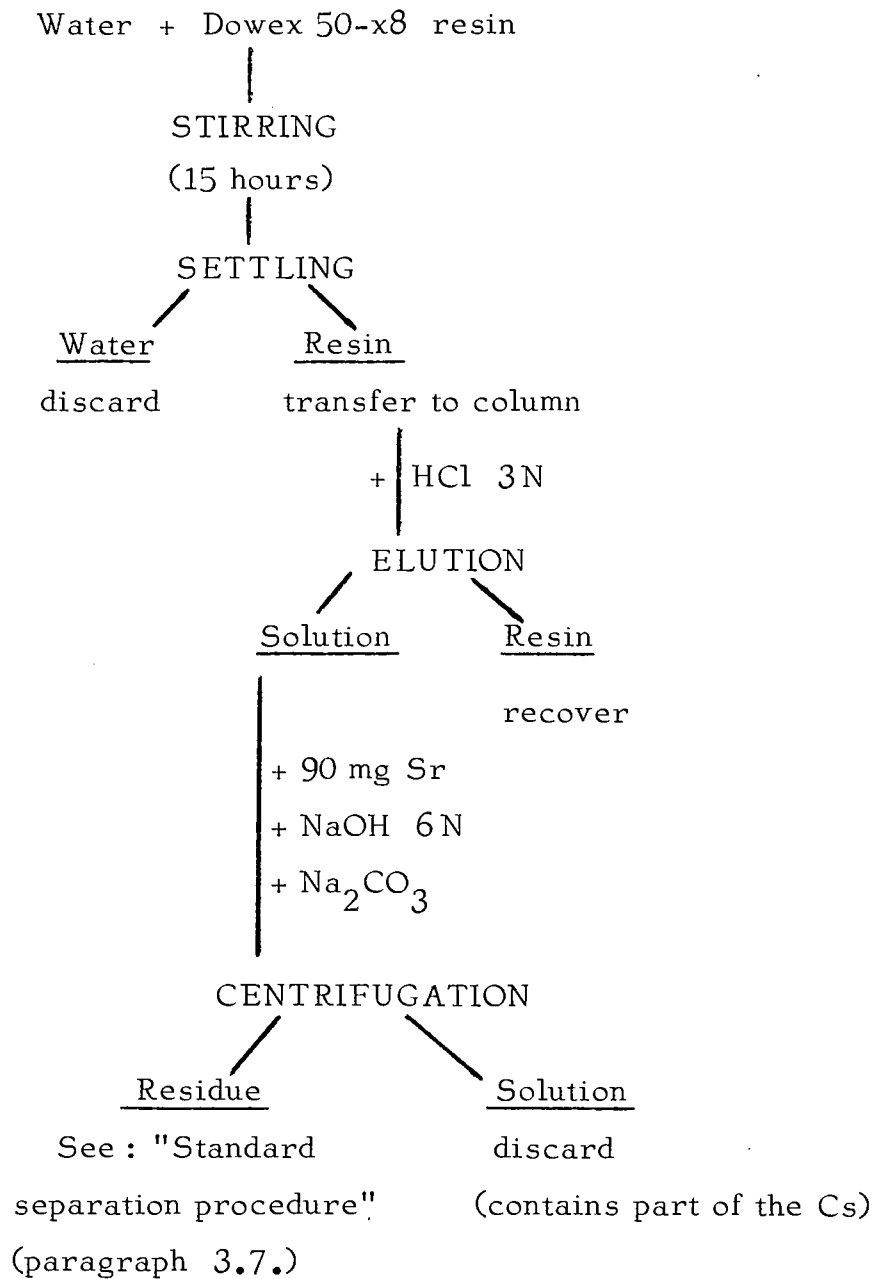 Water + Dowex 50-x8 resin
STIRRING
(15 hours)
SETTLING
Water
discard
Resin
transfer to column
+ HCl 3N
ELUTION
Solution
Resin
recover
+ 90 mg Sr
+ NaOH 6N
+ Na₂CO₃
CENTRIFUGATION
Residue
See : "Standard
separation procedure".
(paragraph 3.7.)
Solution
discard
(contains part of the Cs)